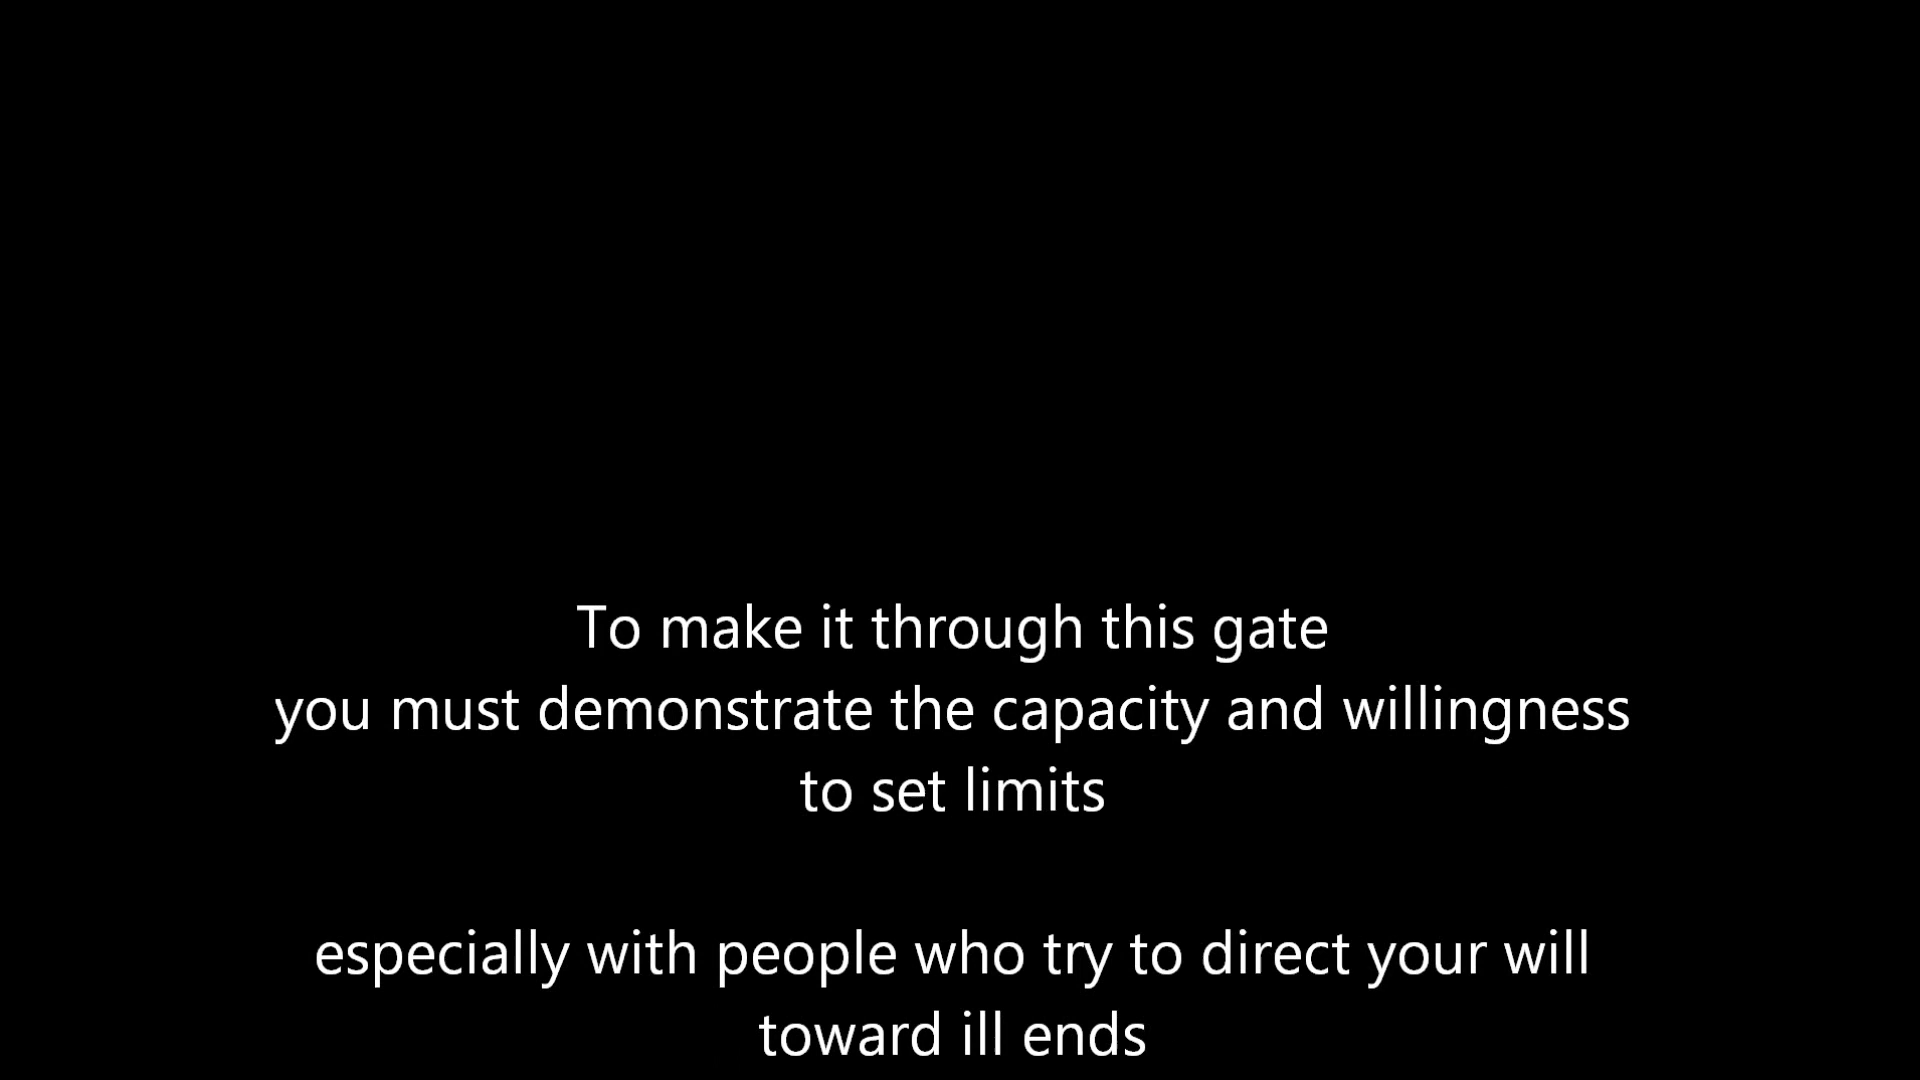 To make it through this gate
you must demonstrate the capacity and willingness
to set limits
especially with people who try to direct your will
toward ill ends